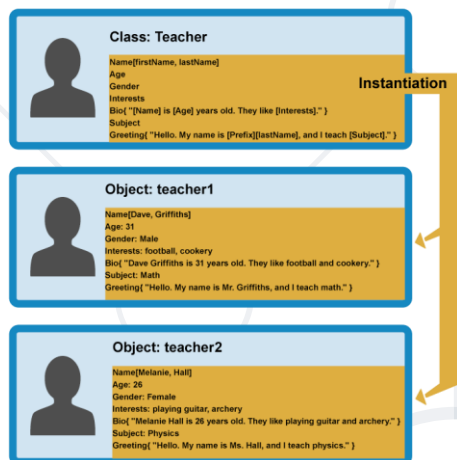 Class: Teacher
Name[firstName, lastName]
Age
Gender
Interests
Bio{ "[Name] is [Age] years old. They like [Interests]." }
Subject
Greeting{ "Hello. My name is [Prefix][lastName], and I teach [Subject]." }
Instantiation
Object: teacher1
Name[Dave, Griffiths]
Age: 31
Gender: Male
Interests: football, cookery
Bio{ "Dave Griffiths is 31 years old. They like football and cookery." }
Subject: Math
Greeting{ "Hello. My name is Mr. Griffiths, and I teach math." }
Object: teacher2
Name[Melanie, Hall]
Age: 26
Gender: Female
Interests: playing guitar, archery
Bio{ "Melanie Hall is 26 years old. They like playing guitar and archery." }
Subject: Physics
Greeting{ "Hello. My name is Ms. Hall, and I teach physics." }